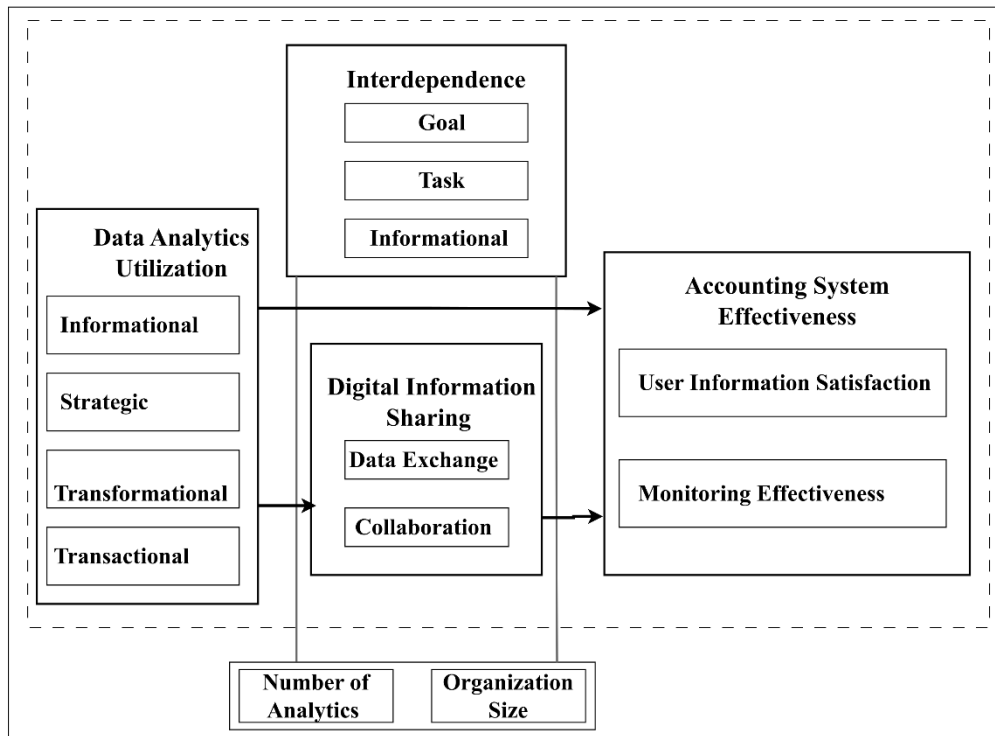 Interdependence
Goal
Task
Informational
Data Analytics
Utilization
Informational
Strategic
Transformational
Transactional
Digital Information
Sharing
Data Exchange
Collaboration
Accounting System
Effectiveness
User Information Satisfaction
Monitoring Effectiveness
Number of
Analytics
Organization
Size